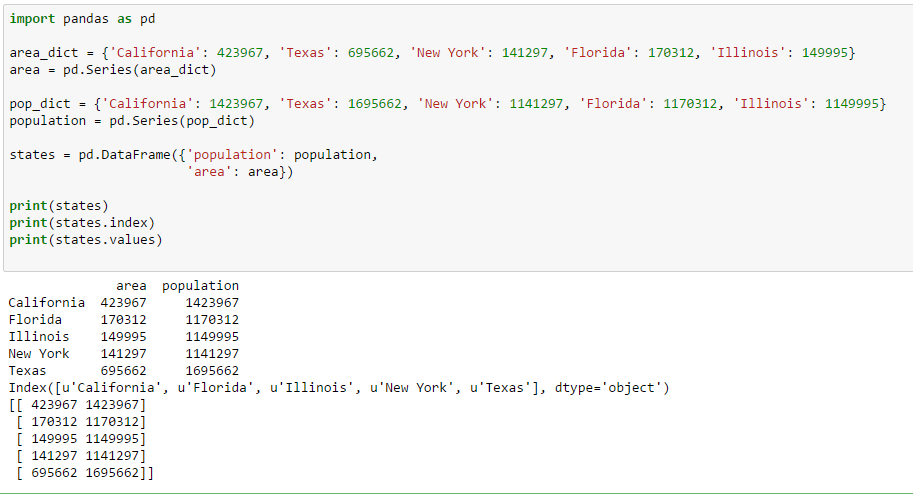 import pandas as pd
area_dict = {'California': 423967, 'Texas': 695662, 'New York': 141297, 'Florida': 170312, 'Illinois': 149995}
area = pd.Series(area_dict)
pop_dict = {'California': 1423967, 'Texas': 1695662, 'New York': 1141297, 'Florida': 1170312, 'Illinois': 1149995}
population = pd.Series(pop_dict)
states = pd.DataFrame({'population': population,
                       'area': area})
print(states)
print(states.index)
print(states.values)
              area  population
California  423967     1423967
Florida     170312     1170312
Illinois    149995     1149995
New York    141297     1141297
Texas       695662     1695662
Index([u'California', u'Florida', u'Illinois', u'New York', u'Texas'], dtype='object')
[[ 423967 1423967]
 [ 170312 1170312]
 [ 149995 1149995]
 [ 141297 1141297]
 [ 695662 1695662]]